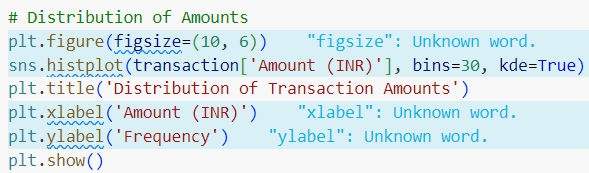 # Distribution of Amounts
plt.figure(figsize=(10, 6))    "figsize": Unknown word.
sns.histplot(transaction['Amount (INR)'], bins=30, kde=True)
plt.title('Distribution of Transaction Amounts')
plt.xlabel('Amount (INR)')    "xlabel": Unknown word.
plt.ylabel('Frequency')    "ylabel": Unknown word.
plt.show()